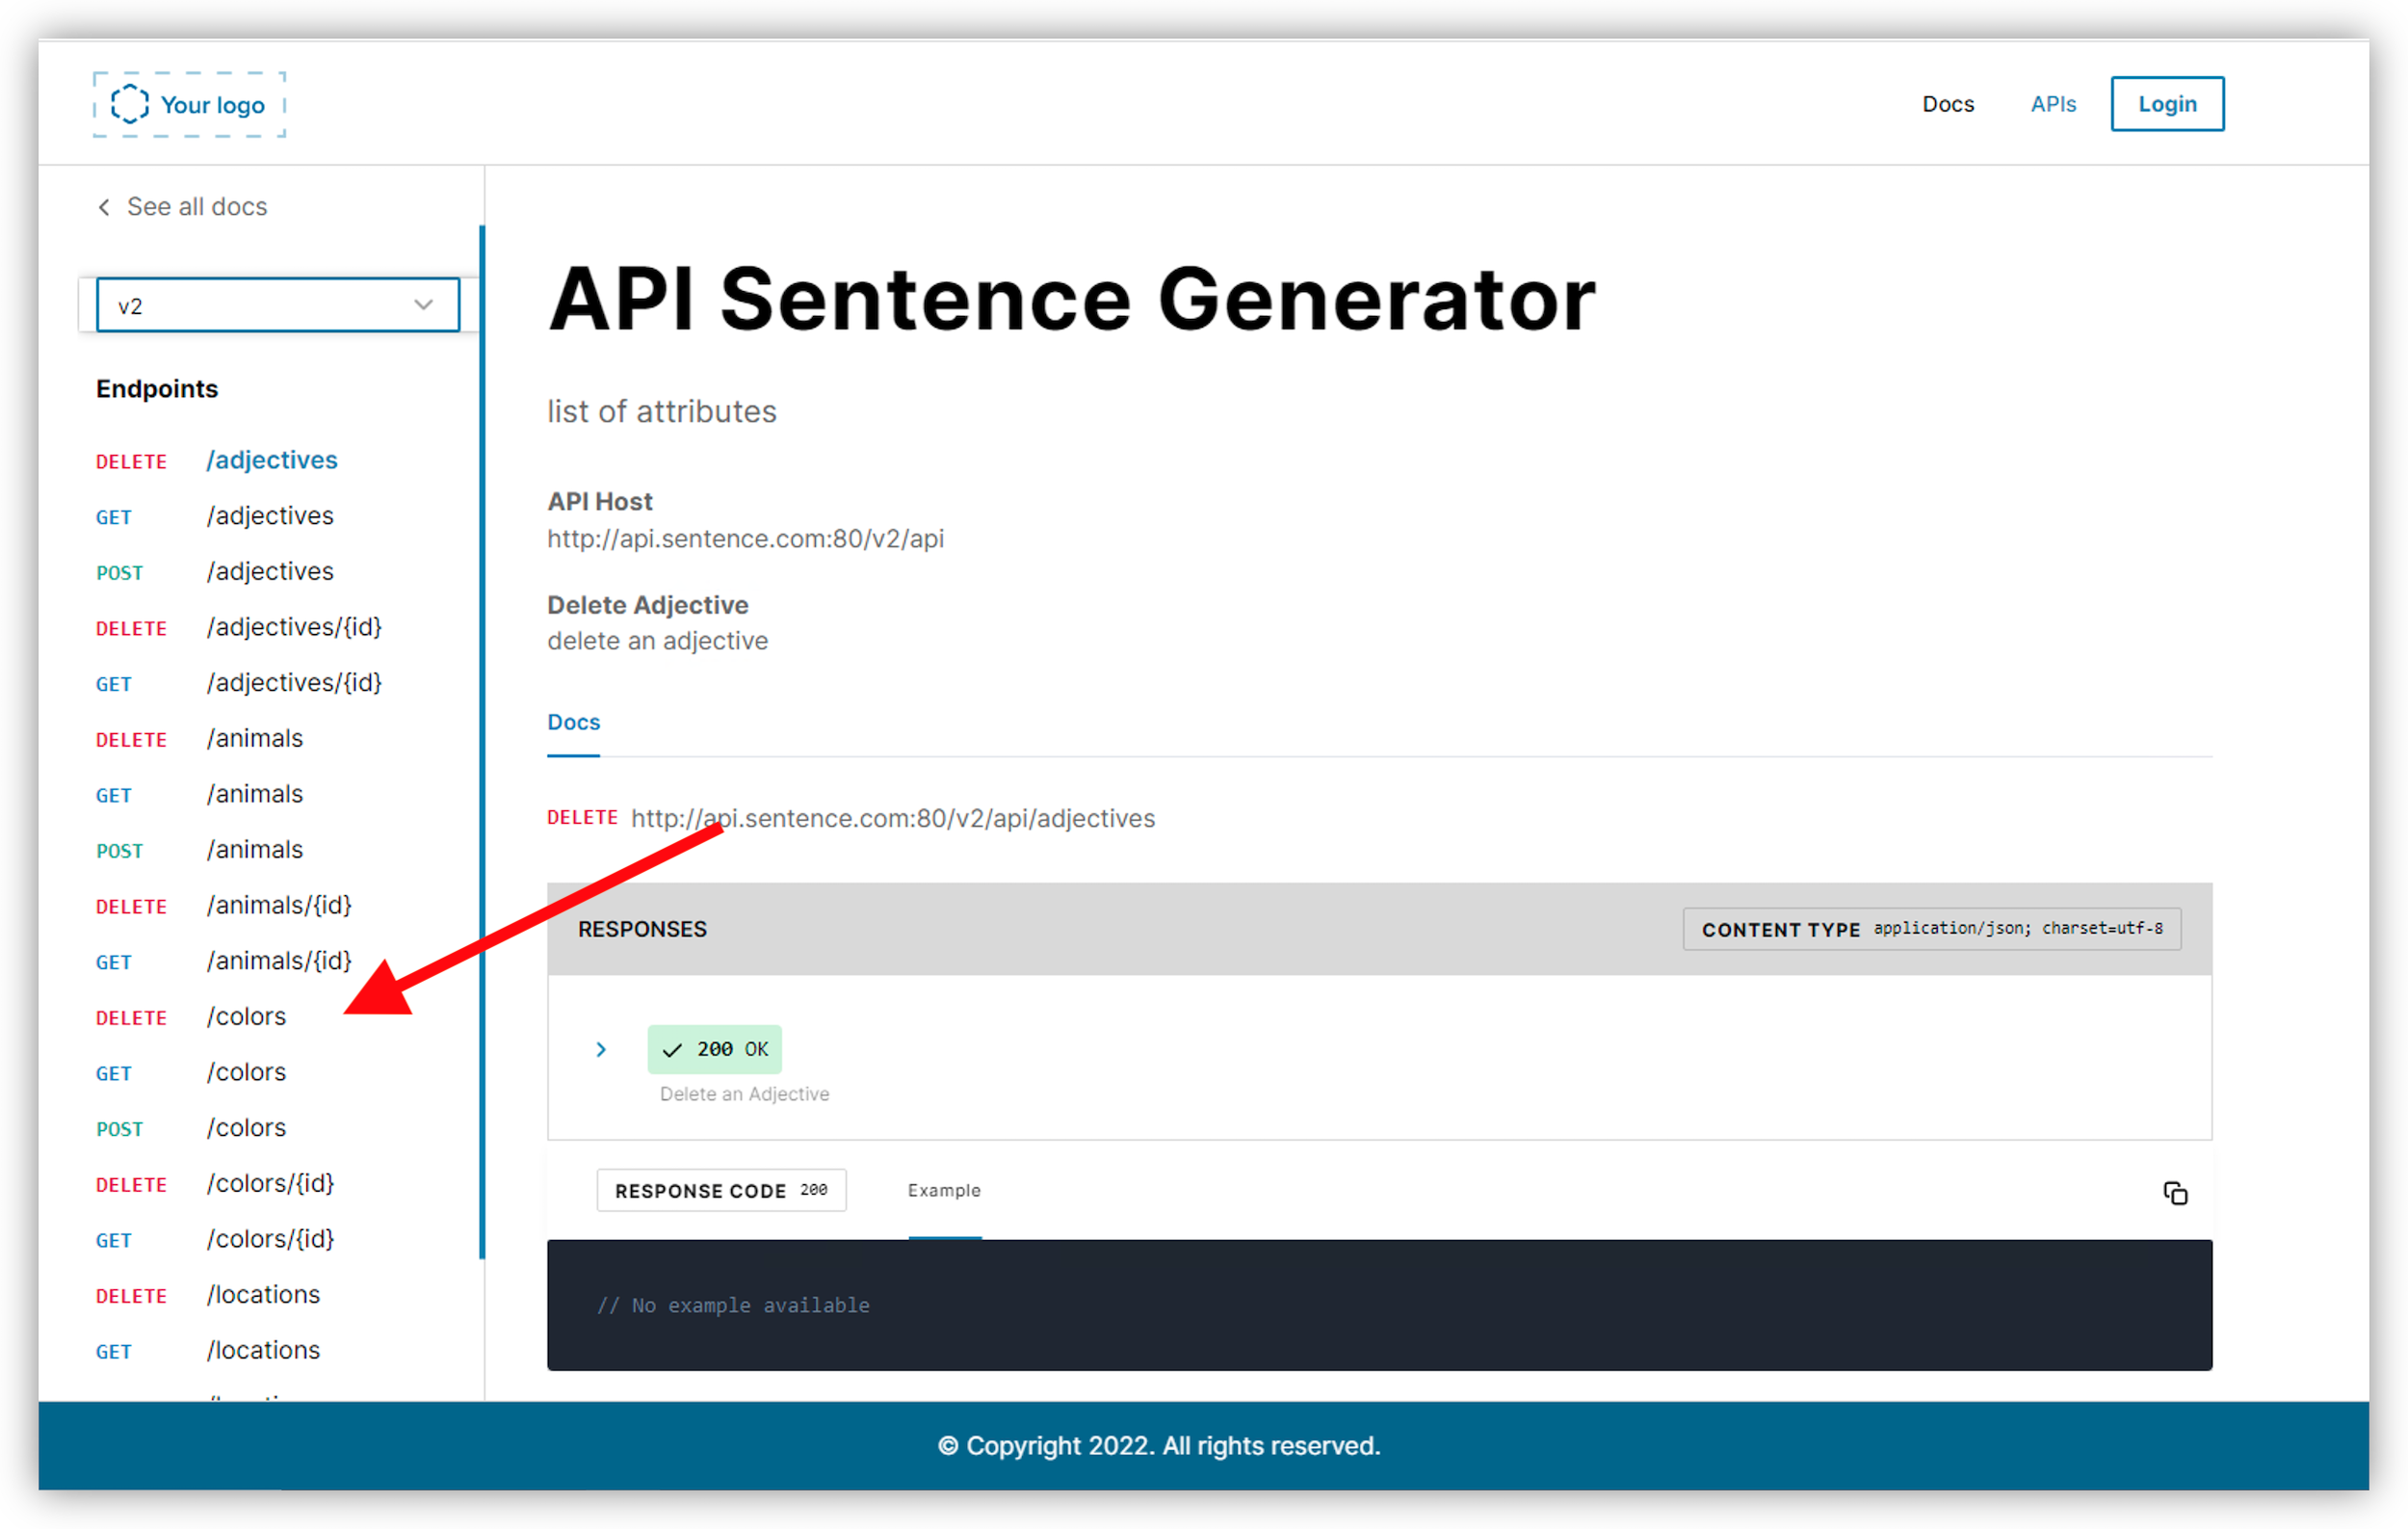 Your logo
Docs
APIs
Login
See all docs
v2
Endpoints
DELETE /adjectives
GET /adjectives
POST /adjectives
DELETE /adjectives/{id}
GET /adjectives/{id}
DELETE /animals
GET /animals
POST /animals
DELETE /animals/{id}
GET /animals/{id}
DELETE /colors
GET /colors
POST /colors
DELETE /colors/{id}
GET /colors/{id}
DELETE /locations
GET /locations
API Sentence Generator
list of attributes
API Host
http://api.sentence.com:80/v2/api
Delete Adjective
delete an adjective
Docs
DELETE http://api.sentence.com:80/v2/api/adjectives
RESPONSES
CONTENT TYPE application/json; charset=utf-8
200 OK
Delete an Adjective
RESPONSE CODE 200
Example
// No example available
© Copyright 2022. All rights reserved.